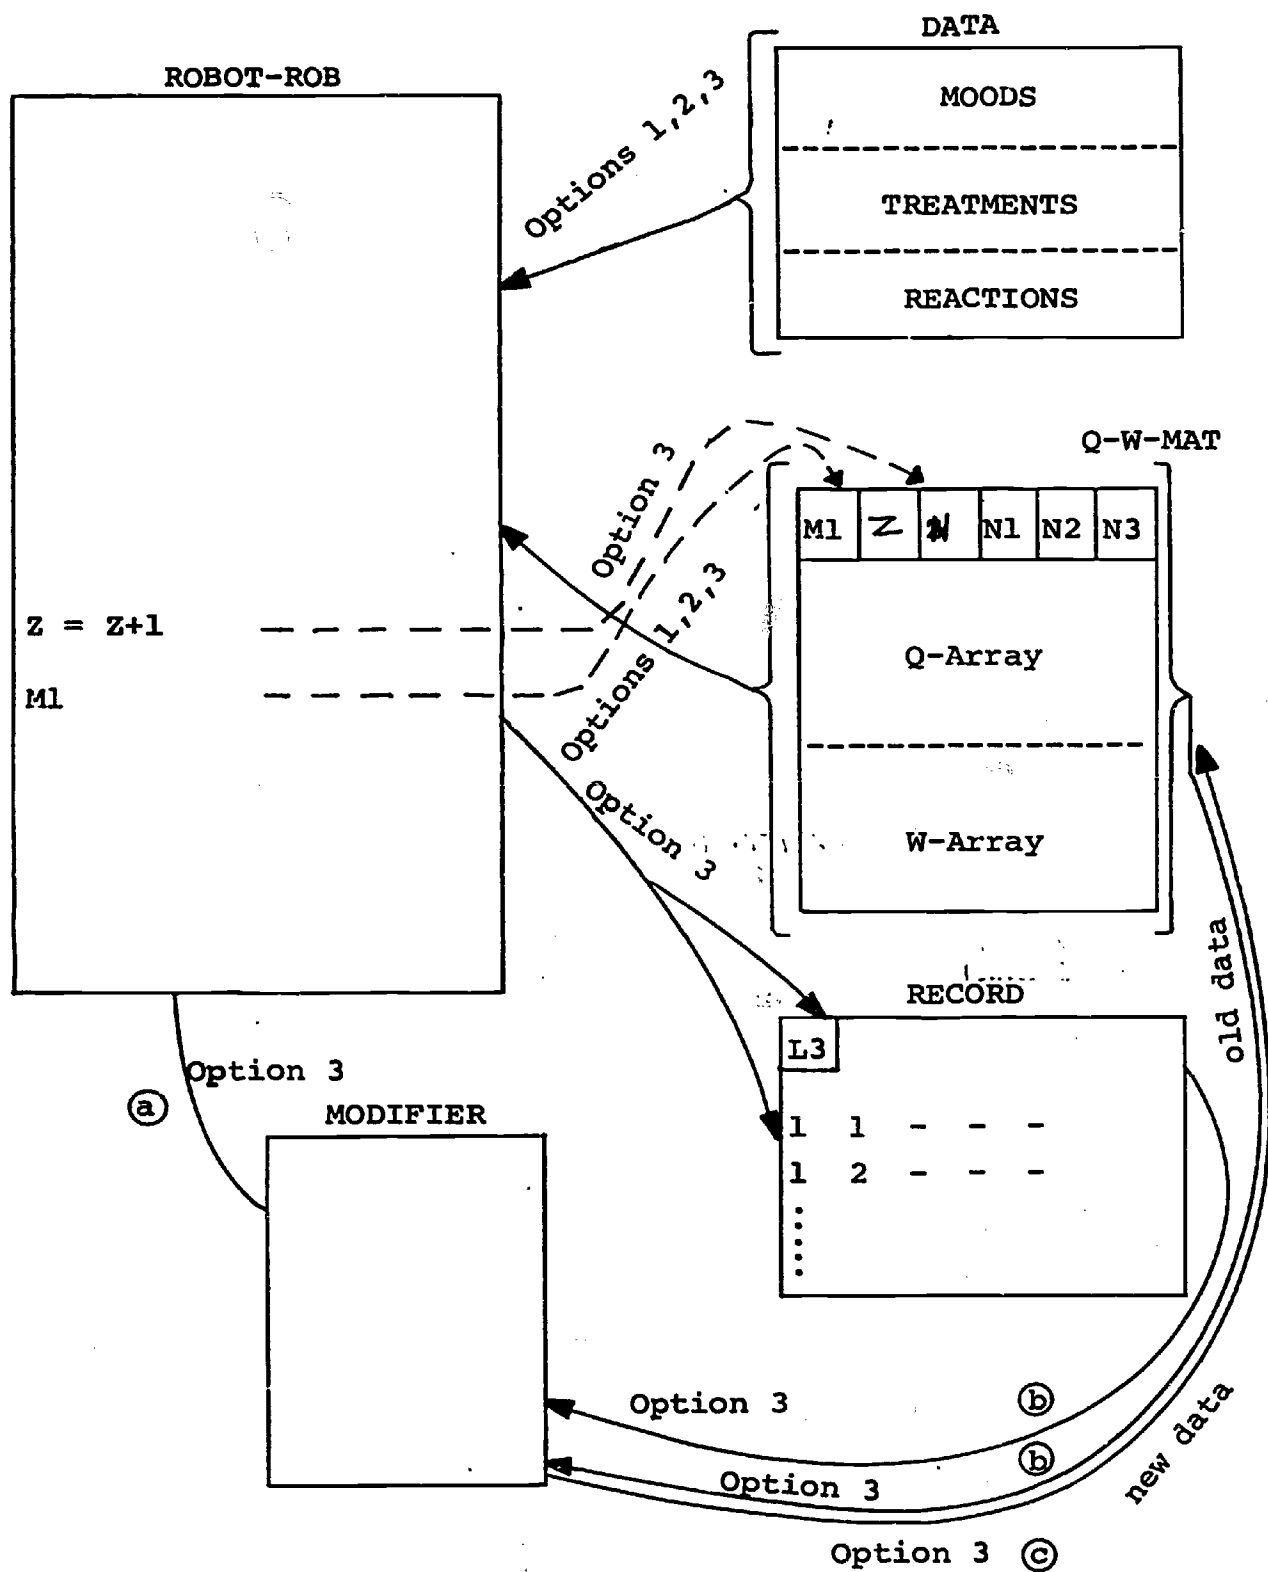 DATA
ROBOT-ROB
MOODS
Options 1,2,3
TREATMENTS
REACTIONS
Q-W-MAT
Option 3
M1 Z N1 N2 N3
Options 1,2,3
Z = Z+1
Q-Array
M1
Option 3
W-Array
old data
RECORD
L3
Option 3
ⓐ
MODIFIER
1 1 - - -
1 2 - - -
Option 3 ⓑ
Option 3 ⓑ
new data
Option 3 ⓒ